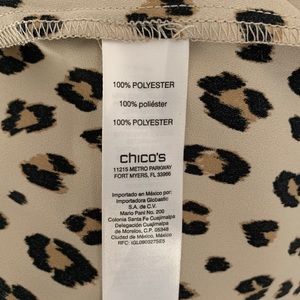 100% POLYESTER
100% poliéster
100% POLYESTER
chico's
11215 METRO PARKWAY
FORT MYERS, FL 33966
Importado en México por:
Importadora Globastic
S.A. de C.V.
Mario Pani No. 200
Colonia Santa Fe Cuajimalpa
Delegación Cuajimalpa
de Morelos, C.P. 05348
Ciudad de México, México
RFC: IGL090327SE5